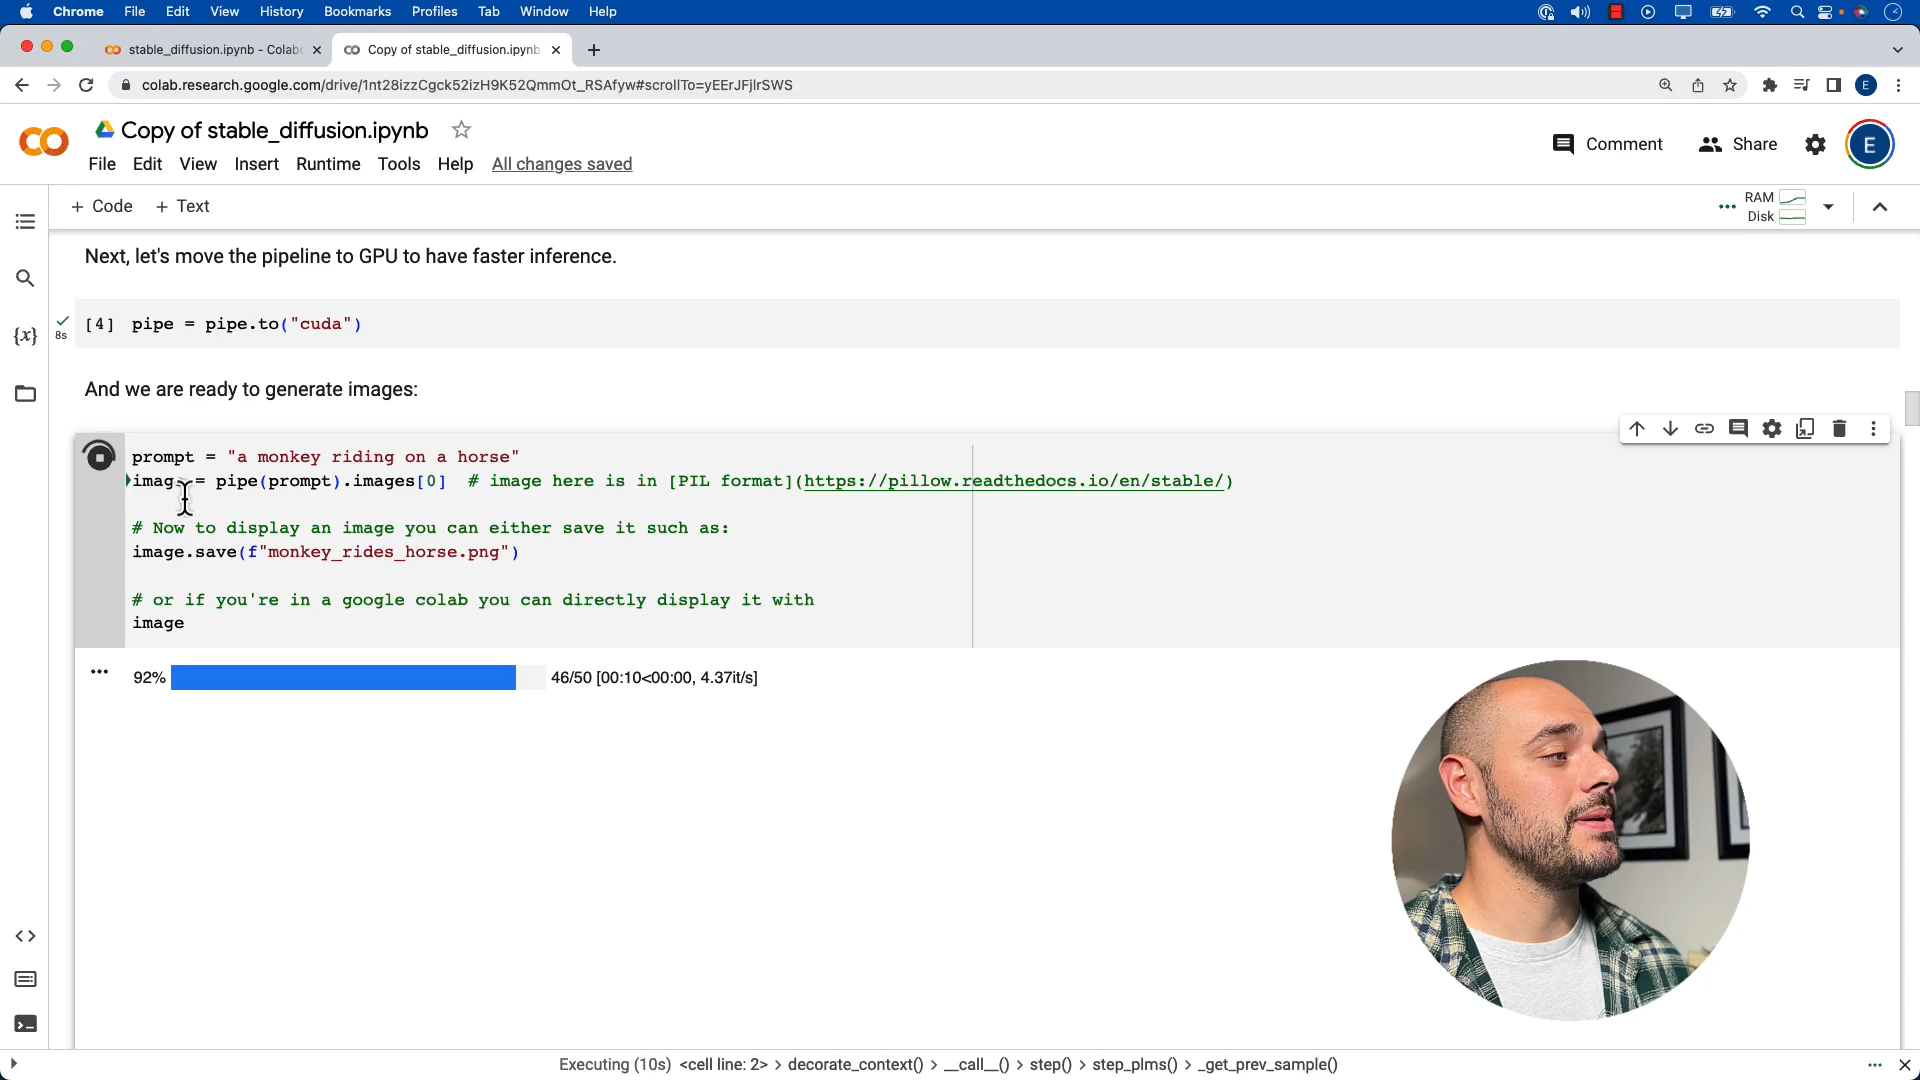 Chrome File Edit View History Bookmarks Profiles Tab Window Help
stable_diffusion.ipynb - Colab
Copy of stable_diffusion.ipynb
colab.research.google.com/drive/1nt28izzCgck52izH9K52QmmOt_RSAfyw#scrollTo=yEErJFjlrSWS
E
Copy of stable_diffusion.ipynb
Comment Share E
File Edit View Insert Runtime Tools Help All changes saved
+ Code + Text
RAM
Disk
Next, let's move the pipeline to GPU to have faster inference.
{x}
8s
[4] pipe = pipe.to("cuda")
And we are ready to generate images:
prompt = "a monkey riding on a horse"
image = pipe(prompt).images[0] # image here is in [PIL format](https://pillow.readthedocs.io/en/stable/)
# Now to display an image you can either save it such as:
image.save(f"monkey_rides_horse.png")
# or if you're in a google colab you can directly display it with
image
92% 46/50 [00:10<00:00, 4.37it/s]
Executing (10s) <cell line: 2> > decorate_context() > __call__() > step() > step_plms() > _get_prev_sample()